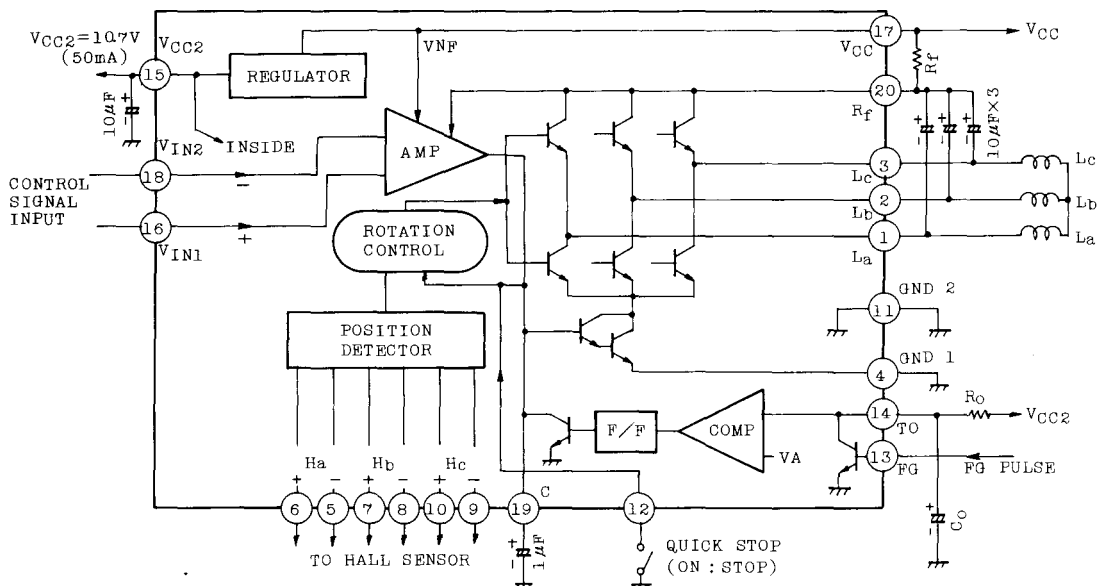 VCC2=10.7V
(50mA)
VCC2
15
10μF
+
-
REGULATOR
INSIDE
VNF
VCC
17
VCC
Rf
20
Rf
+
-
+
-
+
-
10μF×3
VIN2
18
-
CONTROL
SIGNAL
INPUT
16
+
VIN1
AMP
ROTATION
CONTROL
POSITION
DETECTOR
3
Lc
Lc
2
Lb
Lb
1
La
La
GND 2
11
GND 1
4
F/F
COMP
VA
14
TO
Ro
VCC2
13
FG
FG PULSE
+
-
Co
Ha
Hb
Hc
+
-
+
-
+
-
6
5
7
8
10
9
TO HALL SENSOR
C
19
+
-
1μF
12
QUICK STOP
(ON:STOP)